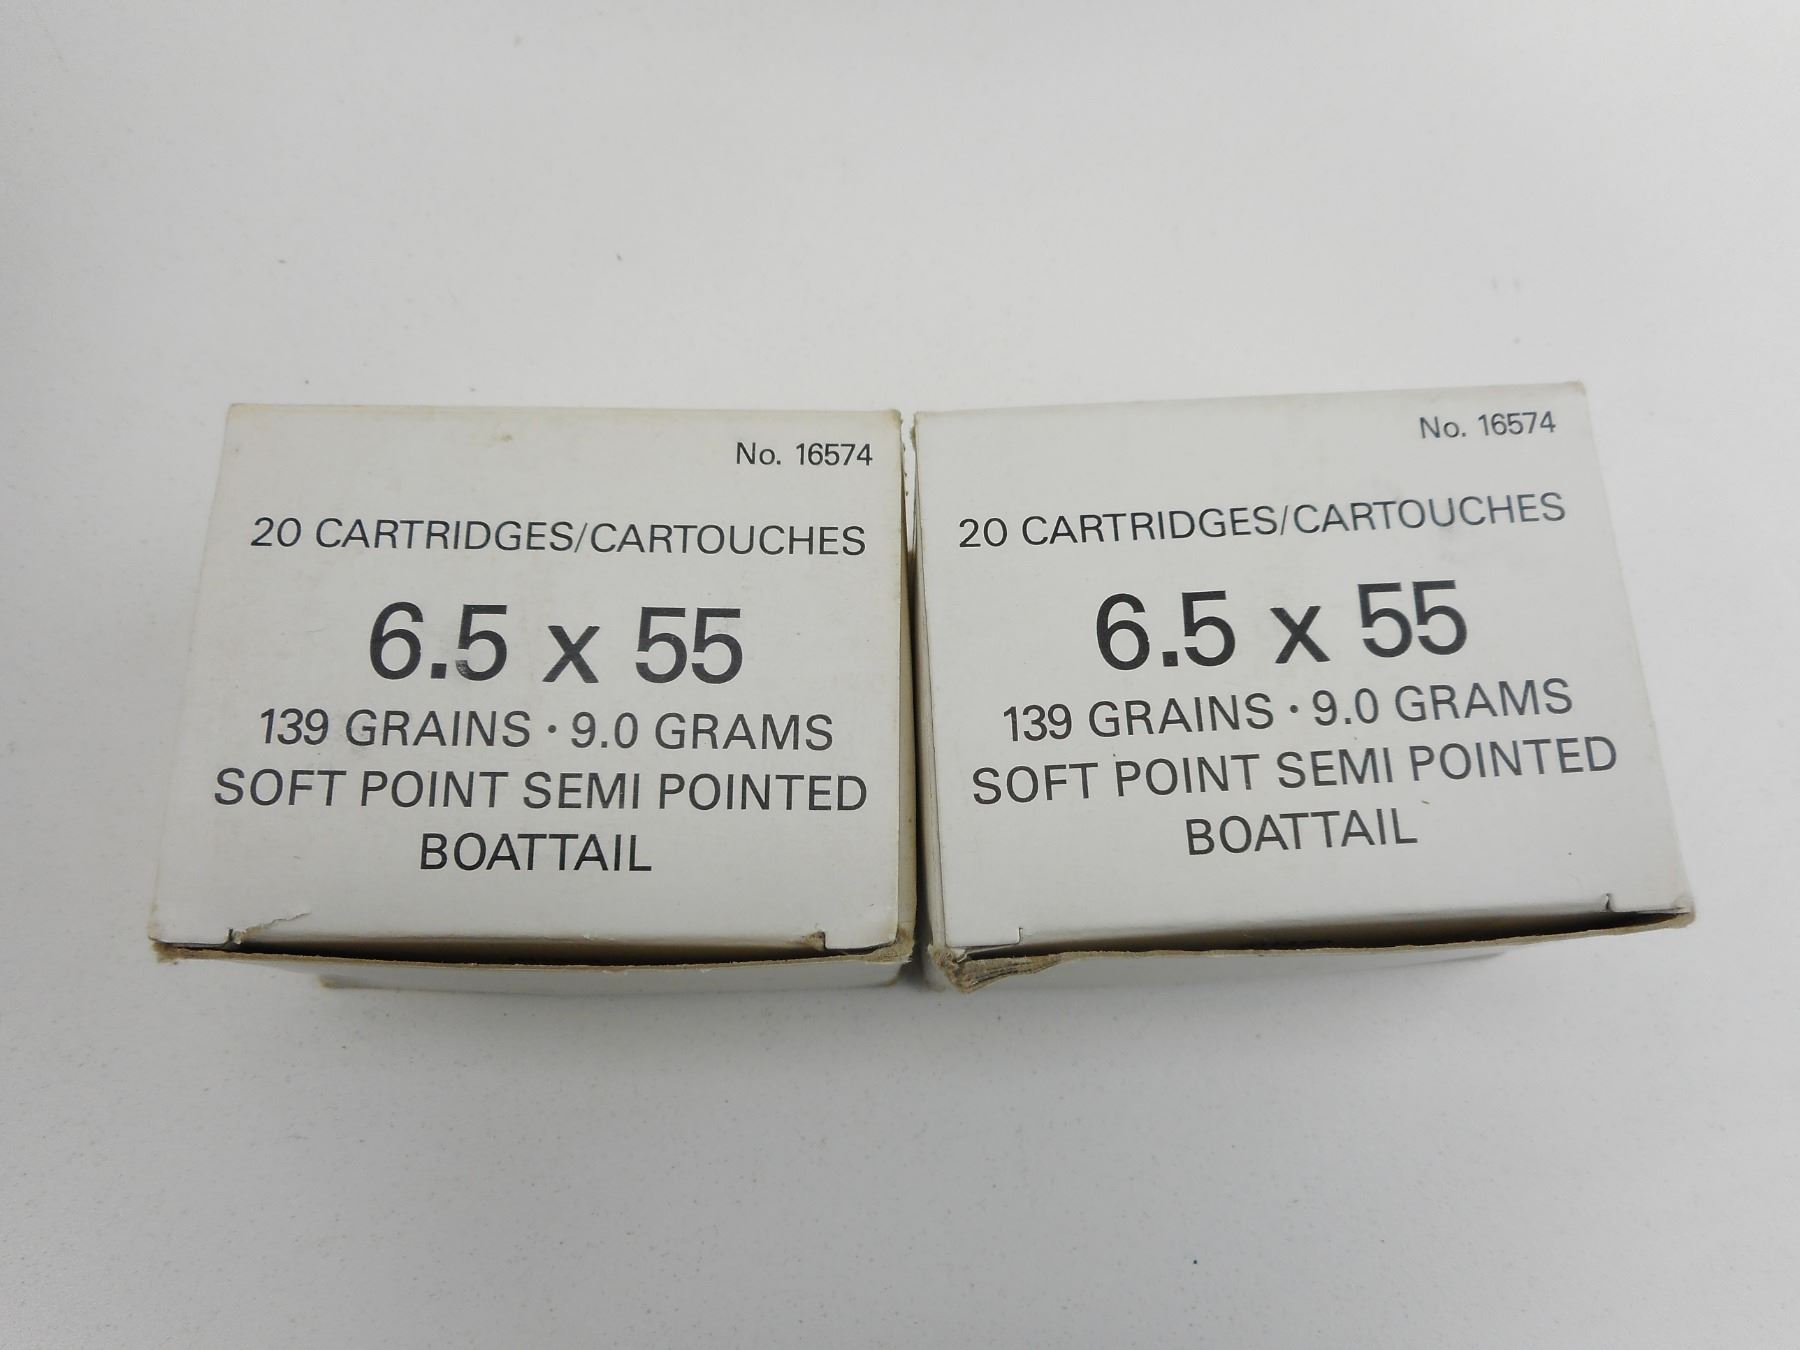 No. 16574
20 CARTRIDGES/CARTOUCHES
6.5 x 55
139 GRAINS · 9.0 GRAMS
SOFT POINT SEMI POINTED
BOATTAIL
No. 16574
20 CARTRIDGES/CARTOUCHES
6.5 x 55
139 GRAINS · 9.0 GRAMS
SOFT POINT SEMI POINTED
BOATTAIL